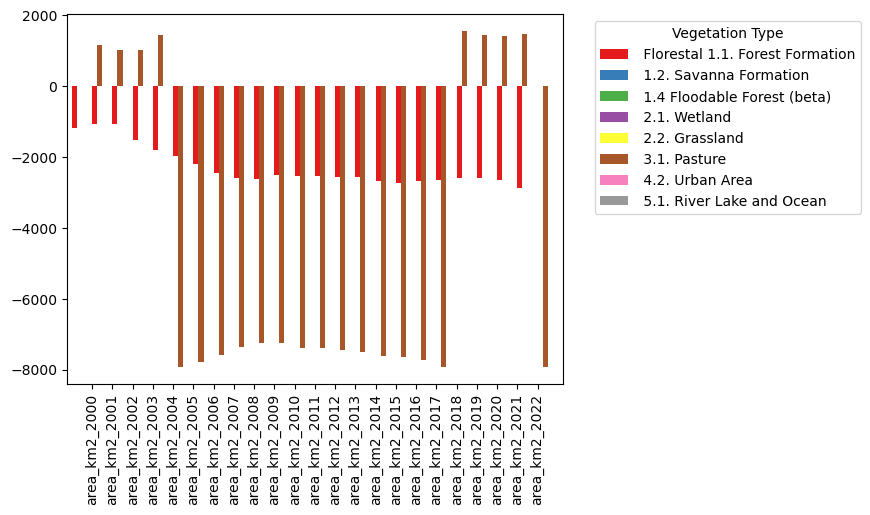 2000
0
−2000
−4000
−6000
−8000
area_km2_2000
area_km2_2001
area_km2_2002
area_km2_2003
area_km2_2004
area_km2_2005
area_km2_2006
area_km2_2007
area_km2_2008
area_km2_2009
area_km2_2010
area_km2_2011
area_km2_2012
area_km2_2013
area_km2_2014
area_km2_2015
area_km2_2016
area_km2_2017
area_km2_2018
area_km2_2019
area_km2_2020
area_km2_2021
area_km2_2022
Vegetation Type
Florestal 1.1. Forest Formation
1.2. Savanna Formation
1.4 Floodable Forest (beta)
2.1. Wetland
2.2. Grassland
3.1. Pasture
4.2. Urban Area
5.1. River Lake and Ocean